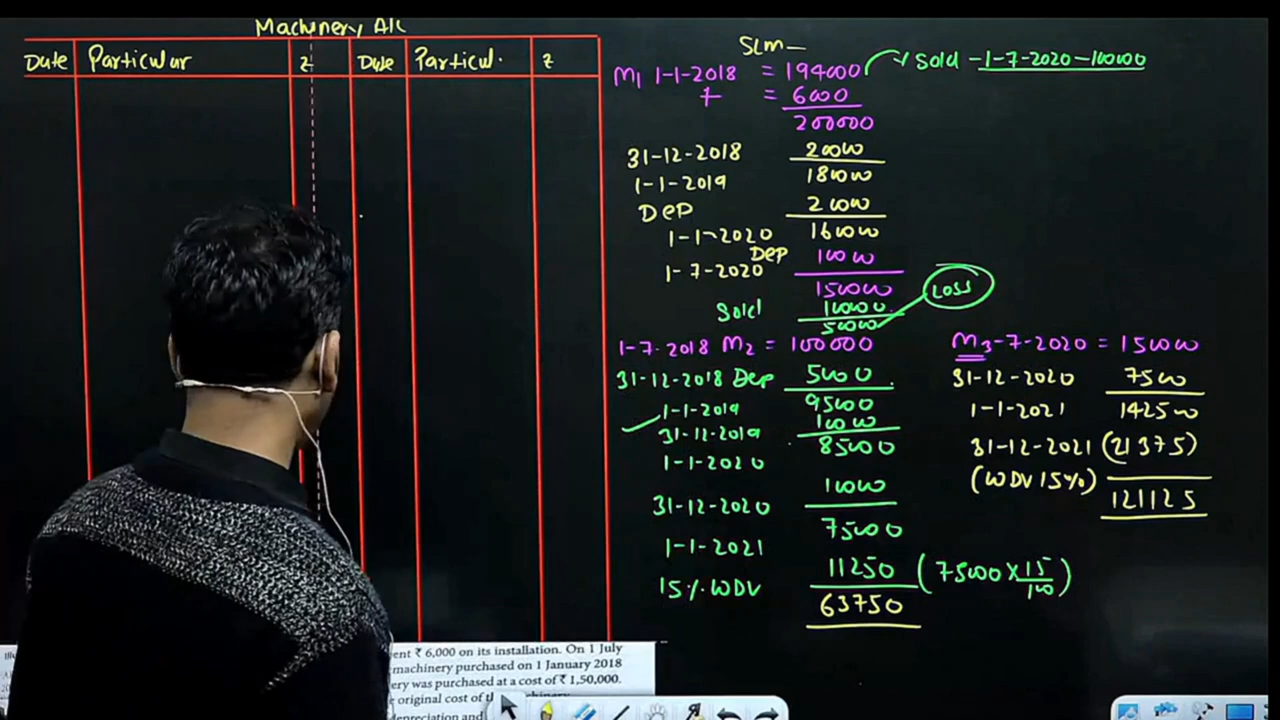 Machinery A/c
Date Particular ₹ Date Particul. ₹
SLM—
M1 1-1-2018 = 194000 → Sold - 1-7-2020-100000
+ = 6000
200000
31-12-2018 20000
1-1-2019 180000
Dep 20000
1-1-2020 160000
Dep 10000
1-7-2020
150000
Sold 100000
50000 Loss
1-7-2018 M2 = 100000
31-12-2018 Dep 5000
1-1-2019 95000
31-12-2019 10000
1-1-2020 85000
31-12-2020 10000
75000
1-1-2021
15% WDV 11250 (75000 × 15/100)
63750
M3-7-2020 = 150000
31-12-2020 7500
1-1-2021 142500
31-12-2021 (21375)
(WDV 15%)
121125
ent ₹ 6,000 on its installation. On 1 July
machinery purchased on 1 January 2018
ery was purchased at a cost of ₹ 1,50,000.
original cost of
depreciation and